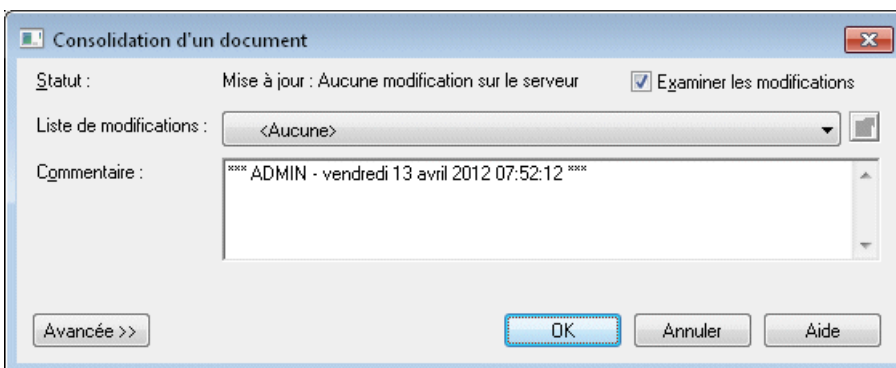 Consolidation d'un document
Statut : Mise à jour : Aucune modification sur le serveur Examiner les modifications
Liste de modifications : <Aucune>
Commentaire : *** ADMIN - vendredi 13 avril 2012 07:52:12 ***
Avancée >> OK Annuler Aide